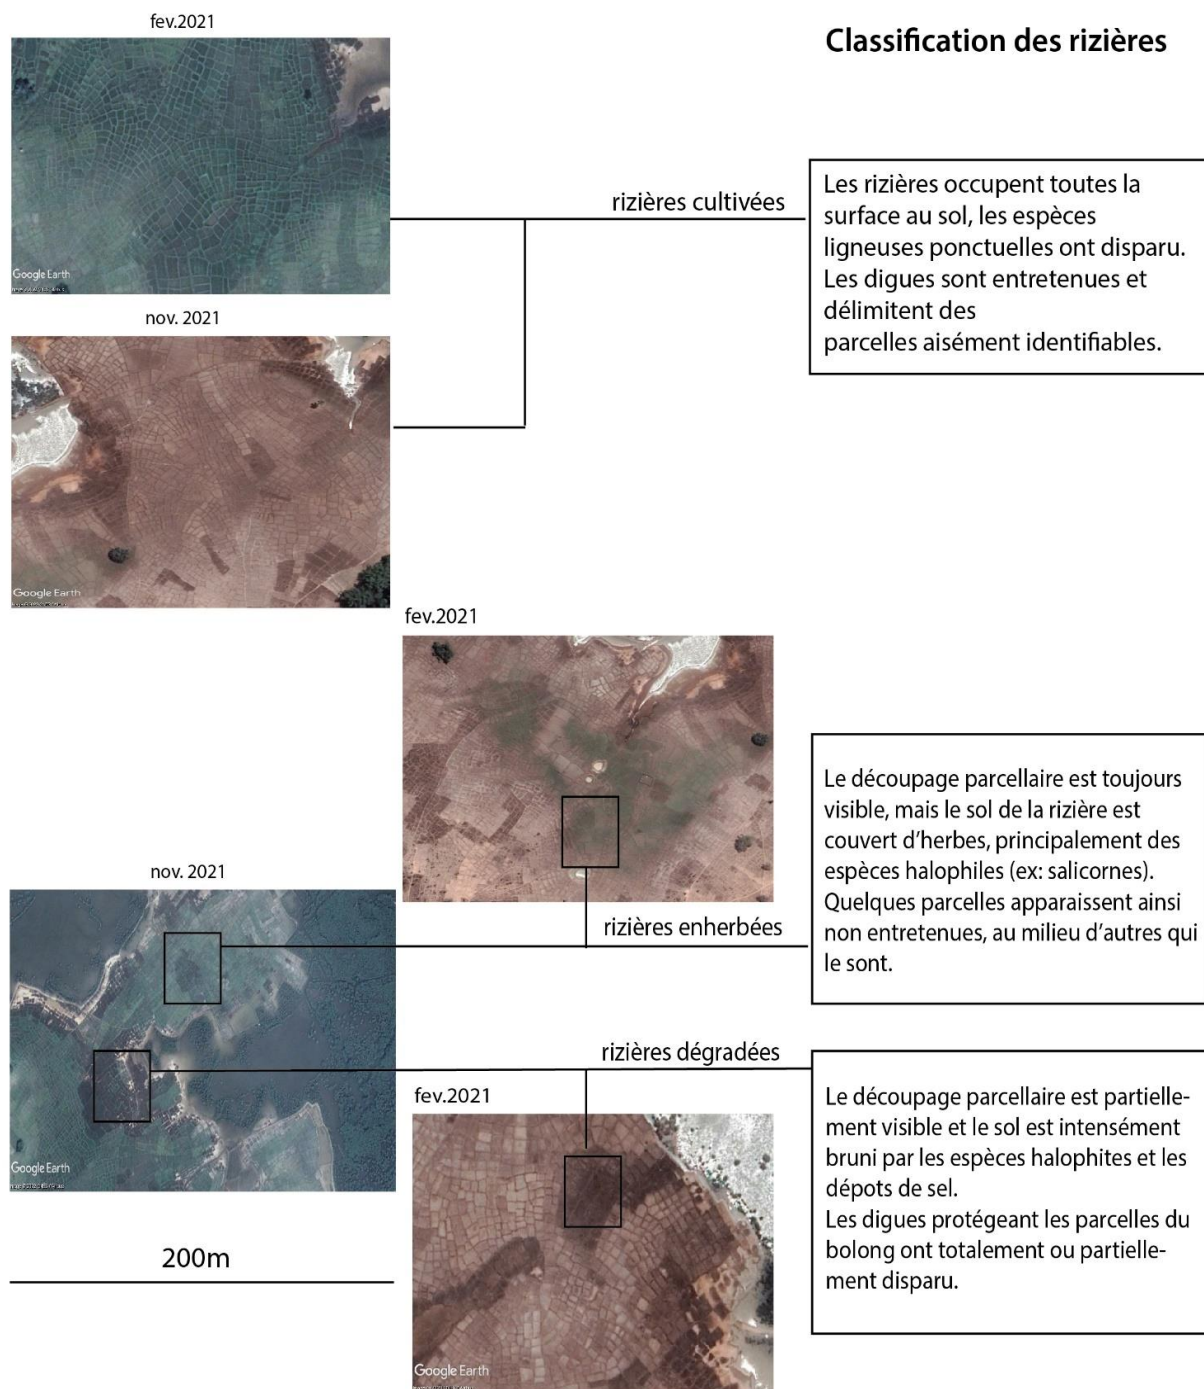 fev.2021
Classification des rizières
Google Earth
rizières cultivées
Les rizières occupent toutes la
surface au sol, les espèces
ligneuses ponctuelles ont disparu.
Les digues sont entretenues et
délimitent des
parcelles aisément identifiables.
nov. 2021
Google Earth
fev.2021
rizières enherbées
Le découpage parcellaire est toujours
visible, mais le sol de la rizière est
couvert d’herbes, principalement des
espèces halophiles (ex: salicornes).
Quelques parcelles apparaissent ainsi
non entretenues, au milieu d’autres qui
le sont.
nov. 2021
Google Earth
rizières dégradées
Le découpage parcellaire est partielle-
ment visible et le sol est intensément
bruni par les espèces halophites et les
dépots de sel.
Les digues protégeant les parcelles du
bolong ont totalement ou partielle-
ment disparu.
fev.2021
Google Earth
200m